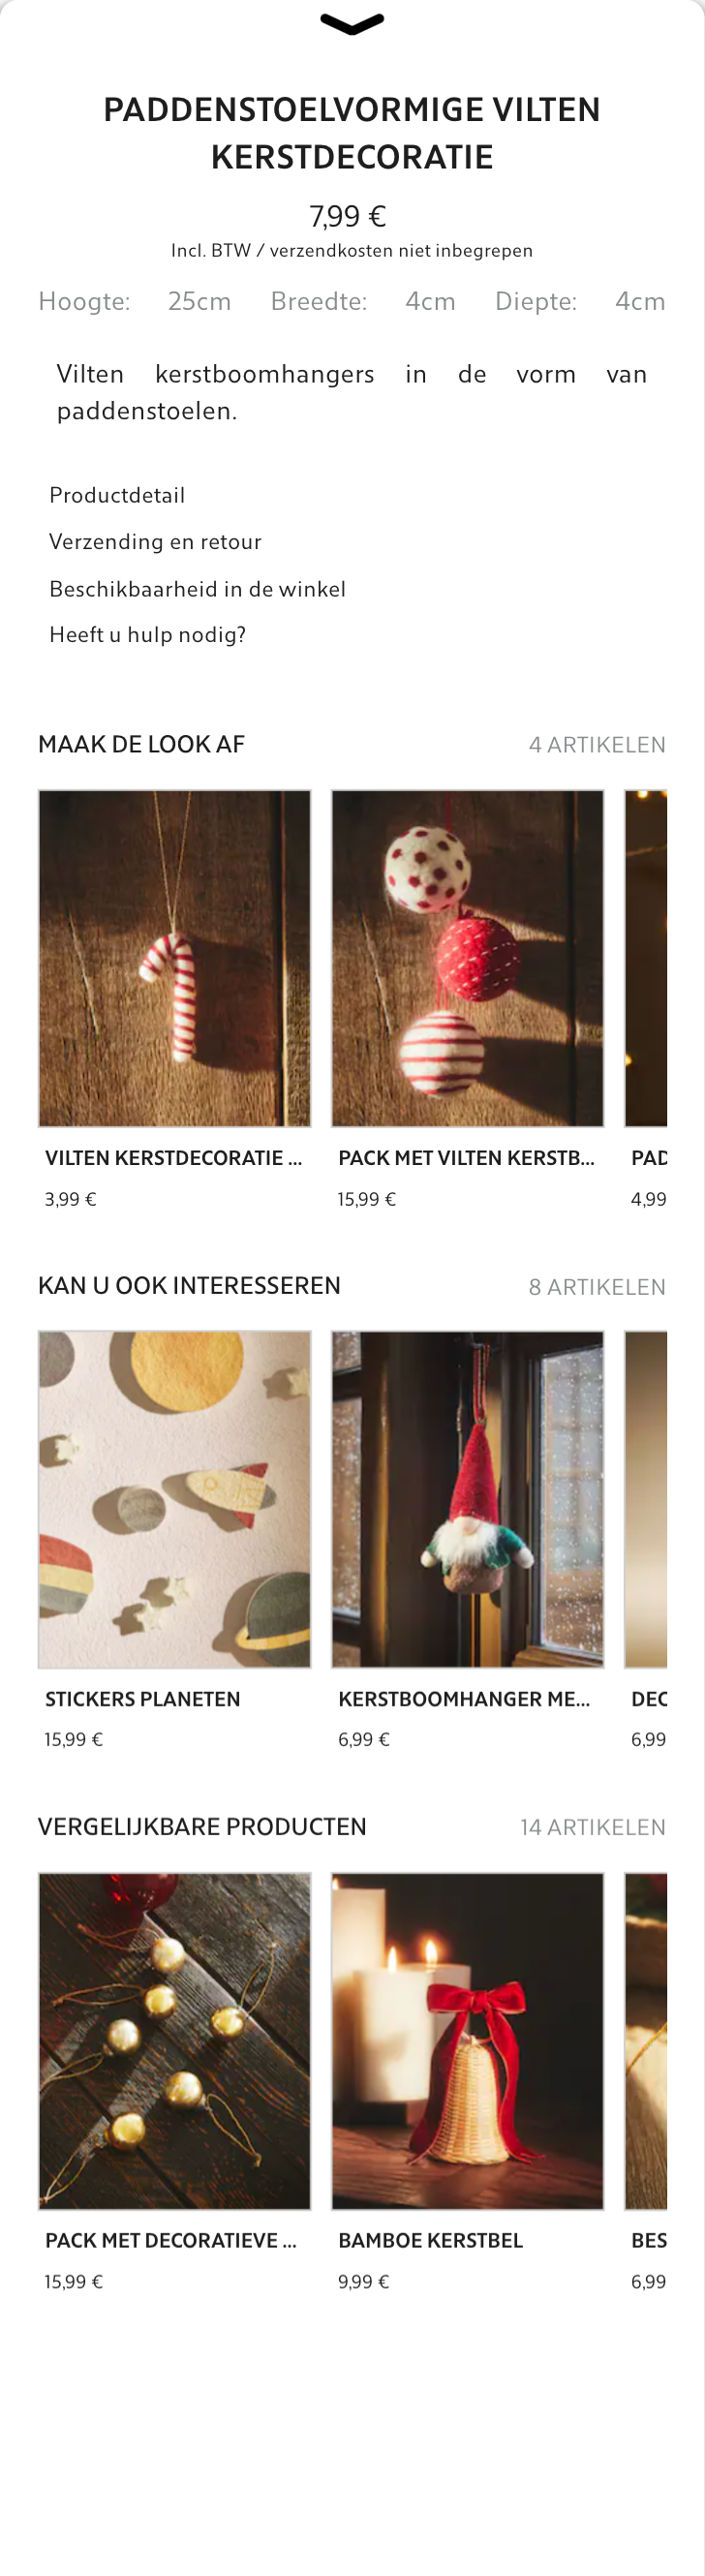 PADDENSTOELVORMIGE VILTEN
KERSTDECORATIE
7,99 €
Incl. BTW / verzendkosten niet inbegrepen
Hoogte: 25cm Breedte: 4cm Diepte: 4cm
Vilten kerstboomhangers in de vorm van
paddenstoelen.
Productdetail
Verzending en retour
Beschikbaarheid in de winkel
Heeft u hulp nodig?
MAAK DE LOOK AF 4 ARTIKELEN
VILTEN KERSTDECORATIE ... PACK MET VILTEN KERSTB... PAD
3,99 € 15,99 € 4,99
KAN U OOK INTERESSEREN 8 ARTIKELEN
STICKERS PLANETEN KERSTBOOMHANGER ME... DEC
15,99 € 6,99 € 6,99
VERGELIJKBARE PRODUCTEN 14 ARTIKELEN
PACK MET DECORATIEVE ... BAMBOE KERSTBEL BES
15,99 € 9,99 € 6,99